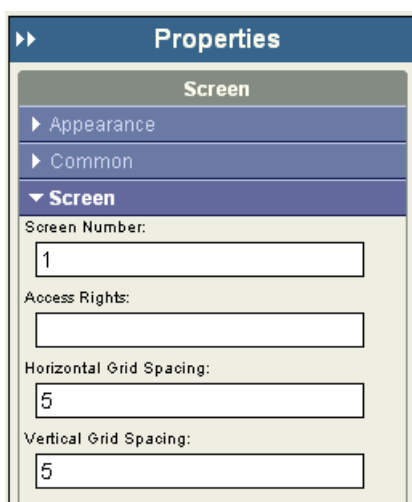 Properties
Screen
Appearance
Common
Screen
Screen Number:
1
Access Rights:
Horizontal Grid Spacing:
5
Vertical Grid Spacing:
5